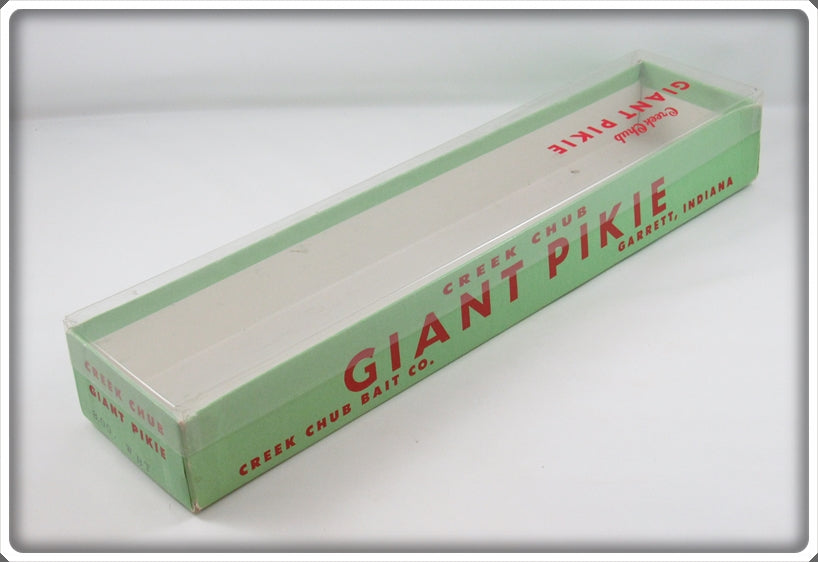 Creek Chub
GIANT PIKIE
CREEK CHUB
GIANT PIKIE
GARRETT, INDIANA
CREEK CHUB BAIT CO.
CREEK CHUB
GIANT PIKIE